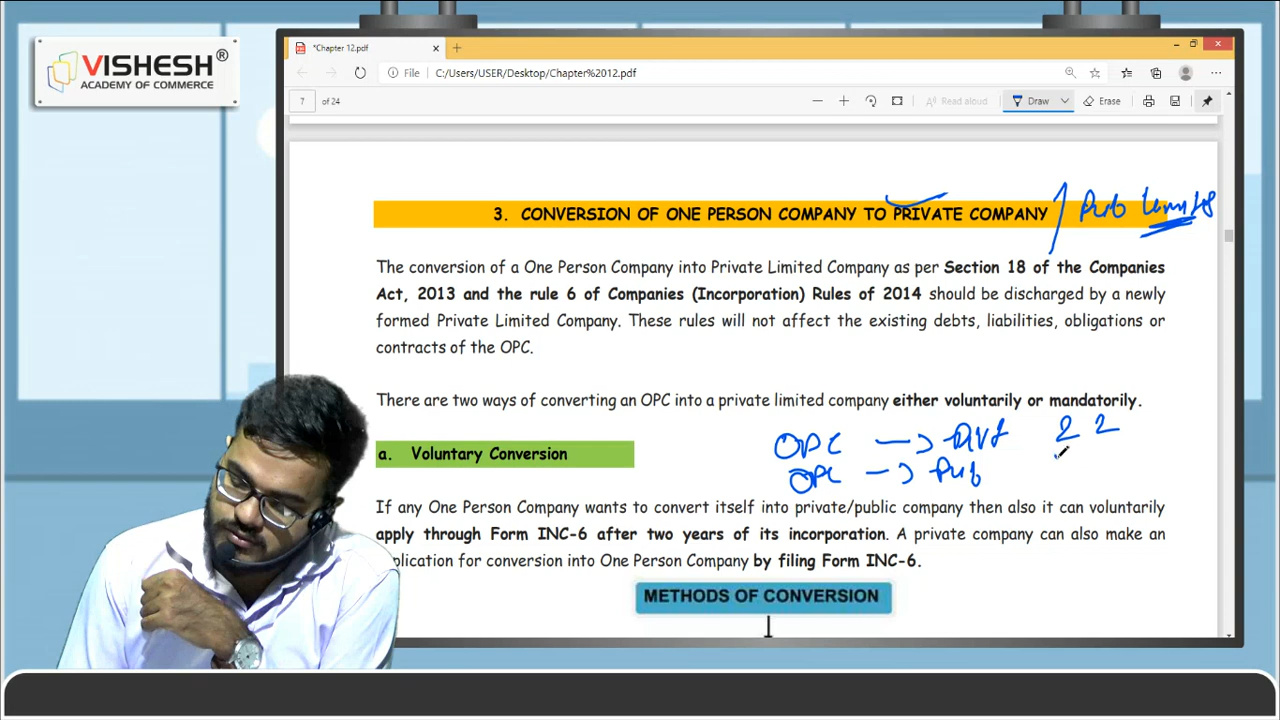 VISHESH®
ACADEMY OF COMMERCE
*Chapter 12.pdf
File C:/Users/USER/Desktop/Chapter%2012.pdf
7 of 24 Read aloud Draw Erase
3. CONVERSION OF ONE PERSON COMPANY TO PRIVATE COMPANY / Pub
The conversion of a One Person Company into Private Limited Company as per Section 18 of the Companies
Act, 2013 and the rule 6 of Companies (Incorporation) Rules of 2014 should be discharged by a newly
formed Private Limited Company. These rules will not affect the existing debts, liabilities, obligations or
contracts of the OPC.
There are two ways of converting an OPC into a private limited company either voluntarily or mandatorily.
OPC → Pvt 2 2
a. Voluntary Conversion
OPC → Pub
If any One Person Company wants to convert itself into private/public company then also it can voluntarily
apply through Form INC-6 after two years of its incorporation. A private company can also make an
pplication for conversion into One Person Company by filing Form INC-6.
METHODS OF CONVERSION